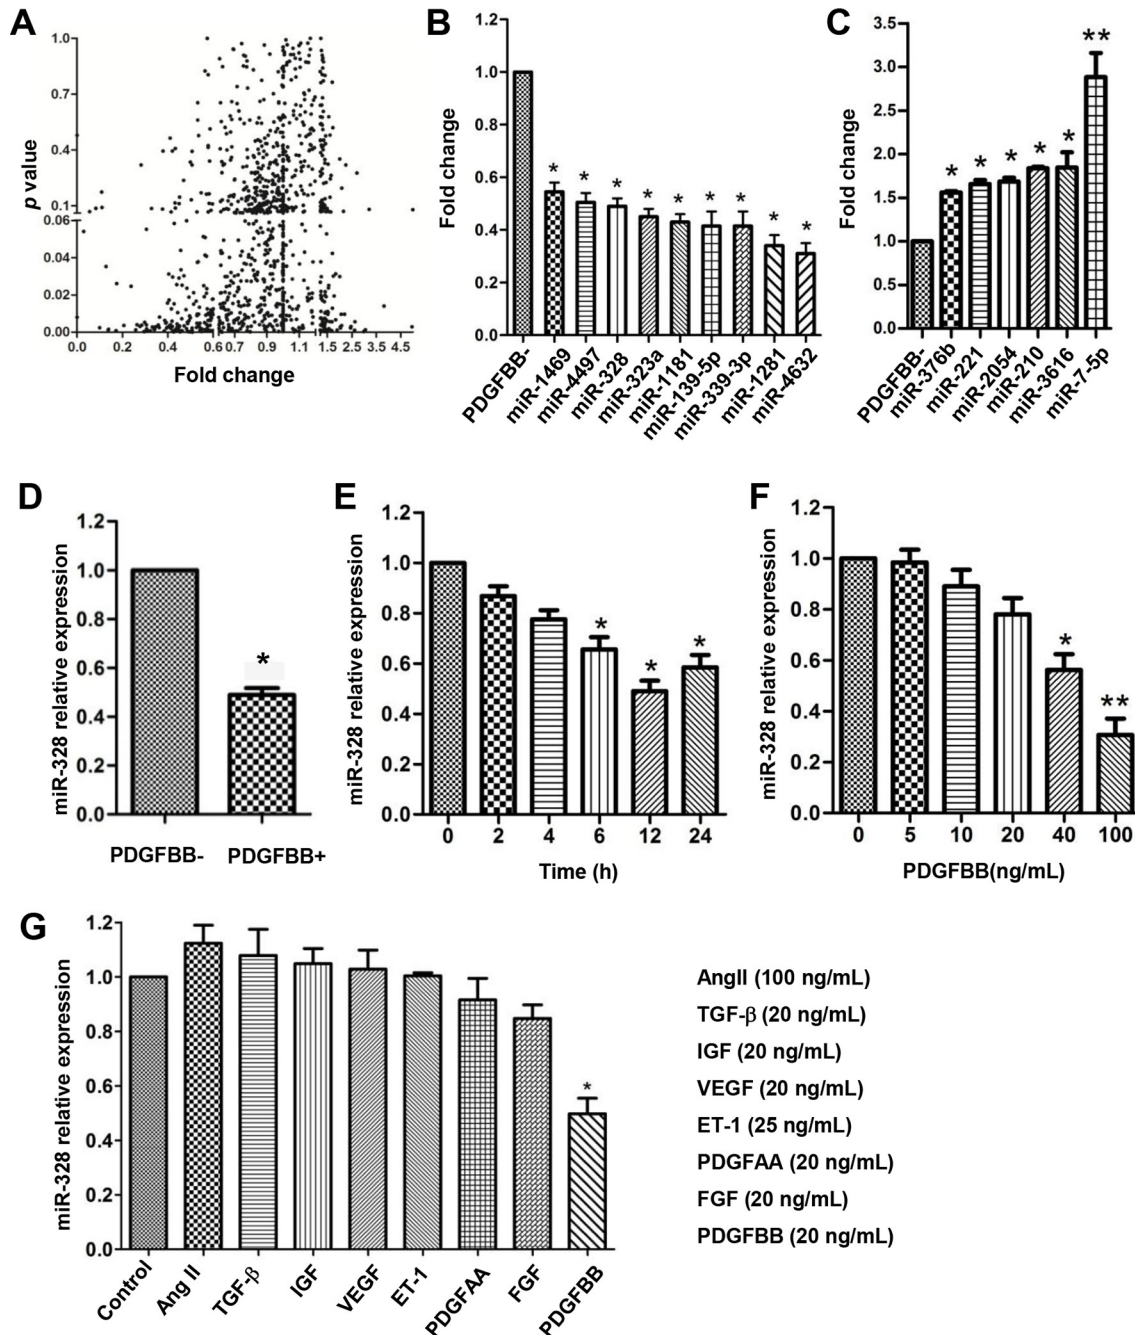 A
p value
1.0
0.7
0.4
0.1
0.06
0.04
0.02
0.00
0.0 0.2 0.4 0.6 0.7 0.9 1.1 1.5 2.5 3.5 4.5
Fold change
B
Fold change
1.2
1.0
0.8
0.6
0.4
0.2
0.0
* * * * * * * * *
PDGFBB- miR-1469 miR-4497 miR-328 miR-323a miR-1181 miR-139-5p miR-339-3p miR-1281 miR-4632
C
Fold change
3.5
3.0
2.5
2.0
1.5
1.0
0.5
0.0
* * * * * **
PDGFBB- miR-376b miR-221 miR-2054 miR-210 miR-3616 miR-7-5p
D
miR-328 relative expression
1.2
1.0
0.8
0.6
0.4
0.2
0.0
*
PDGFBB- PDGFBB+
E
miR-328 relative expression
1.2
1.0
0.8
0.6
0.4
0.2
0.0
* * *
0 2 4 6 12 24
Time (h)
F
miR-328 relative expression
1.2
1.0
0.8
0.6
0.4
0.2
0.0
* **
0 5 10 20 40 100
PDGFBB(ng/mL)
G
miR-328 relative expression
1.2
1.0
0.8
0.6
0.4
0.2
0.0
*
Control Ang II TGF-β IGF VEGF ET-1 PDGFAA FGF PDGFBB
AngII (100 ng/mL)
TGF-β (20 ng/mL)
IGF (20 ng/mL)
VEGF (20 ng/mL)
ET-1 (25 ng/mL)
PDGFAA (20 ng/mL)
FGF (20 ng/mL)
PDGFBB (20 ng/mL)